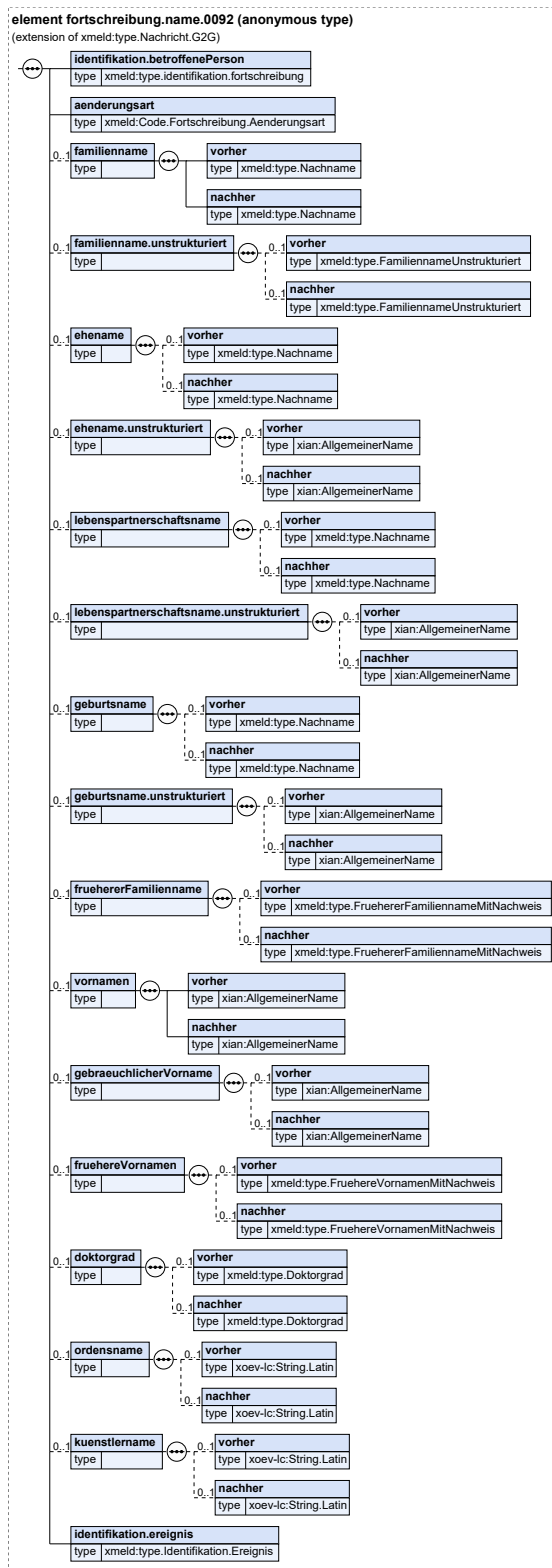 element fortschreibung.name.0092 (anonymous type)
(extension of xmeld:type.Nachricht.G2G)
identifikation.betroffenePerson
type xmeld:type.identifikation.fortschreibung
aenderungsart
type xmeld:Code.Fortschreibung.Aenderungsart
0..1 familienname
type
vorher
type xmeld:type.Nachname
nachher
type xmeld:type.Nachname
0..1 familienname.unstrukturiert
type
0..1 vorher
type xmeld:type.FamiliennameUnstrukturiert
0..1 nachher
type xmeld:type.FamiliennameUnstrukturiert
0..1 ehename
type
0..1 vorher
type xmeld:type.Nachname
0..1 nachher
type xmeld:type.Nachname
0..1 ehename.unstrukturiert
type
0..1 vorher
type xian:AllgemeinerName
0..1 nachher
type xian:AllgemeinerName
0..1 lebenspartnerschaftsname
type
0..1 vorher
type xmeld:type.Nachname
0..1 nachher
type xmeld:type.Nachname
0..1 lebenspartnerschaftsname.unstrukturiert
type
0..1 vorher
type xian:AllgemeinerName
0..1 nachher
type xian:AllgemeinerName
0..1 geburtsname
type
0..1 vorher
type xmeld:type.Nachname
0..1 nachher
type xmeld:type.Nachname
0..1 geburtsname.unstrukturiert
type
0..1 vorher
type xian:AllgemeinerName
0..1 nachher
type xian:AllgemeinerName
0..1 fruehererFamilienname
type
0..1 vorher
type xmeld:type.FruehererFamiliennameMitNachweis
0..1 nachher
type xmeld:type.FruehererFamiliennameMitNachweis
0..1 vornamen
type
vorher
type xian:AllgemeinerName
nachher
type xian:AllgemeinerName
0..1 gebraeuchlicherVorname
type
0..1 vorher
type xian:AllgemeinerName
0..1 nachher
type xian:AllgemeinerName
0..1 fruehereVornamen
type
0..1 vorher
type xmeld:type.FruehereVornamenMitNachweis
0..1 nachher
type xmeld:type.FruehereVornamenMitNachweis
0..1 doktorgrad
type
0..1 vorher
type xmeld:type.Doktorgrad
0..1 nachher
type xmeld:type.Doktorgrad
0..1 ordensname
type
0..1 vorher
type xoev-lc:String.Latin
0..1 nachher
type xoev-lc:String.Latin
0..1 kuenstlername
type
0..1 vorher
type xoev-lc:String.Latin
0..1 nachher
type xoev-lc:String.Latin
identifikation.ereignis
type xmeld:type.Identifikation.Ereignis